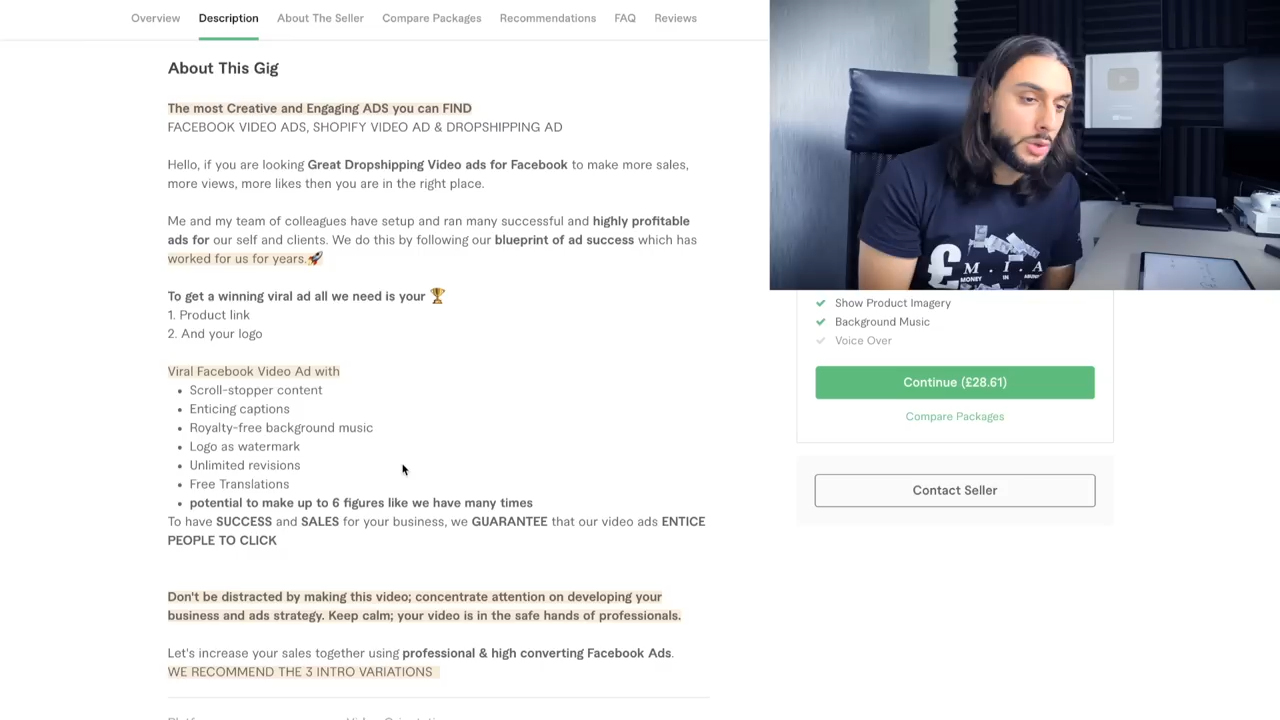 Overview Description About The Seller Compare Packages Recommendations FAQ Reviews
About This Gig
The most Creative and Engaging ADS you can FIND
FACEBOOK VIDEO ADS, SHOPIFY VIDEO AD & DROPSHIPPING AD
Hello, if you are looking Great Dropshipping Video ads for Facebook to make more sales,
more views, more likes then you are in the right place.
Me and my team of colleagues have setup and ran many successful and highly profitable
ads for our self and clients. We do this by following our blueprint of ad success which has
worked for us for years.🚀
To get a winning viral ad all we need is your 🏆
1. Product link
2. And your logo
Viral Facebook Video Ad with
• Scroll-stopper content
• Enticing captions
• Royalty-free background music
• Logo as watermark
• Unlimited revisions
• Free Translations
• potential to make up to 6 figures like we have many times
To have SUCCESS and SALES for your business, we GUARANTEE that our video ads ENTICE
PEOPLE TO CLICK
Don't be distracted by making this video; concentrate attention on developing your
business and ads strategy. Keep calm; your video is in the safe hands of professionals.
Let's increase your sales together using professional & high converting Facebook Ads.
WE RECOMMEND THE 3 INTRO VARIATIONS
£ M.I.A
MONEY IN
Show Product Imagery
Background Music
Voice Over
Continue (£28.61)
Compare Packages
Contact Seller